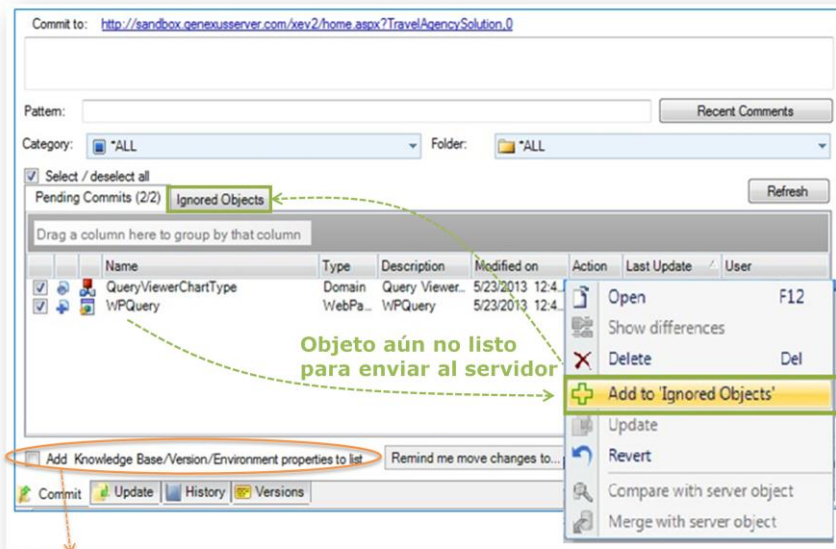 Commit to: http://sandbox.genexusserver.com/xev2/home.aspx?TravelAgencySolution,0
Pattern:
Recent Comments
Category: *ALL Folder: *ALL
Select / deselect all
Pending Commits (2/2) Ignored Objects Refresh
Drag a column here to group by that column
Name Type Description Modified on Action Last Update User
QueryViewerChartType Domain Query Viewer... 5/23/2013 12:4...
WPQuery WebPa... WPQuery 5/23/2013 12:4...
Open F12
Show differences
Delete Del
Add to 'Ignored Objects'
Update
Revert
Compare with server object
Merge with server object
Objeto aún no listo
para enviar al servidor
Add Knowledge Base/Version/Environment properties to list Remind me move changes to...
Commit Update History Versions